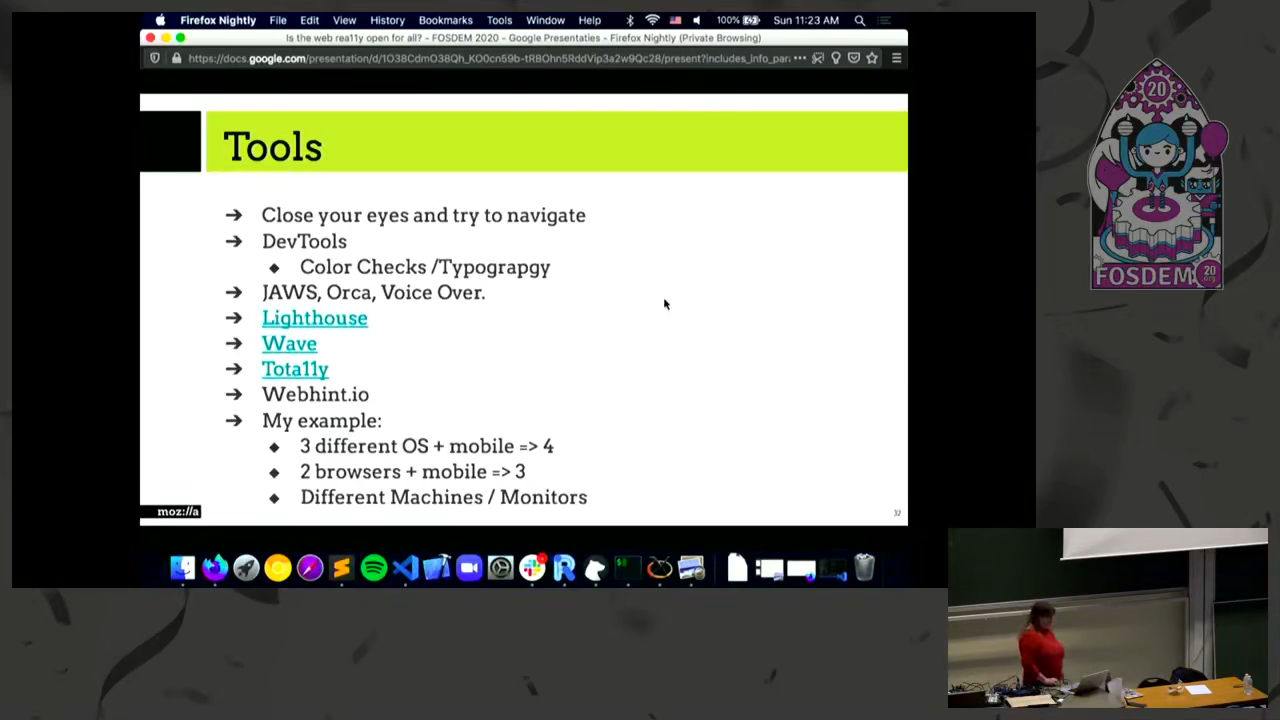 Firefox Nightly File Edit View History Bookmarks Tools Window Help 100% Sun 11:23 AM
Is the web rea11y open for all? - FOSDEM 2020 - Google Presentaties - Firefox Nightly (Private Browsing)
Tools
➔ Close your eyes and try to navigate
➔ DevTools
◆ Color Checks /Typograpgy
➔ JAWS, Orca, Voice Over.
➔ Lighthouse
➔ Wave
➔ Tota11y
➔ Webhint.io
➔ My example:
◆ 3 different OS + mobile => 4
◆ 2 browsers + mobile => 3
◆ Different Machines / Monitors
moz://a
32
20
FOSDEM 20
.org